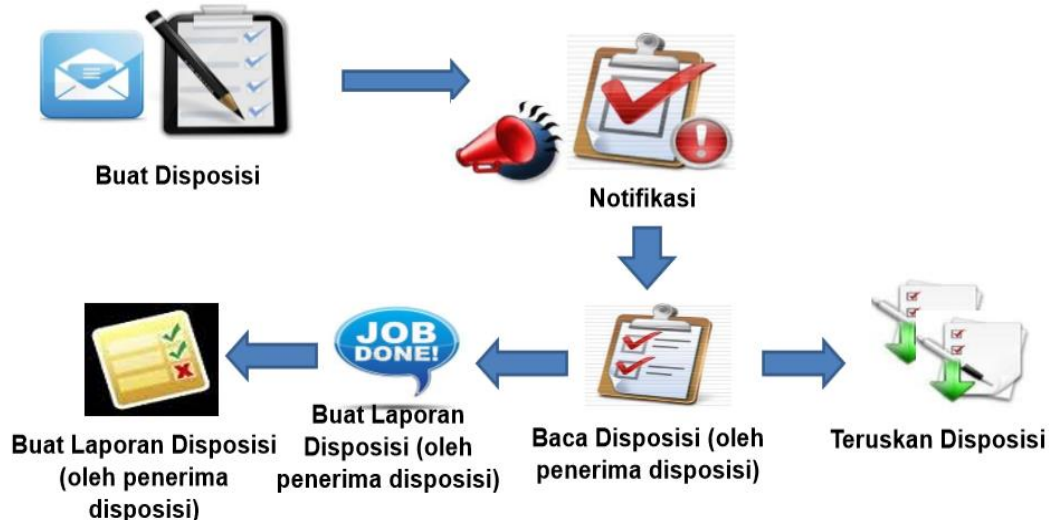 Buat Disposisi
Notifikasi
JOB
DONE!
Buat Laporan Disposisi
(oleh penerima
disposisi)
Buat Laporan
Disposisi (oleh
penerima disposisi)
Baca Disposisi (oleh
penerima disposisi)
Teruskan Disposisi